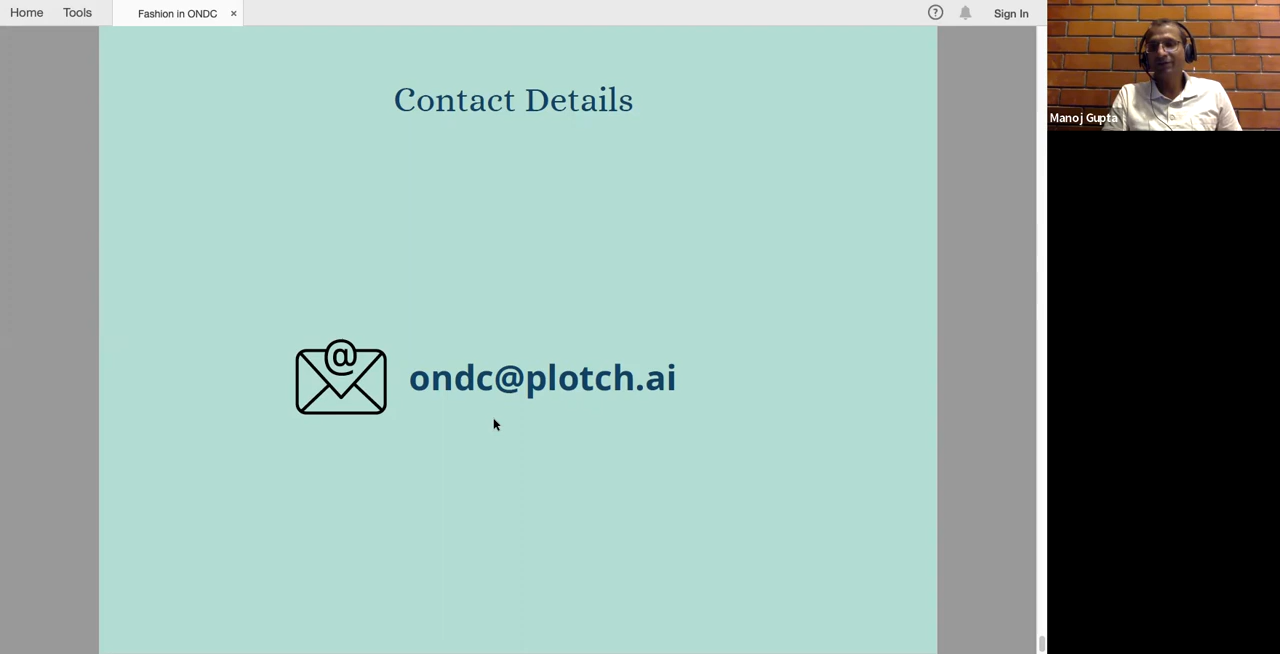 Home Tools Fashion in ONDC × ? Sign In
Contact Details
@
ondc@plotch.ai
Manoj Gupta